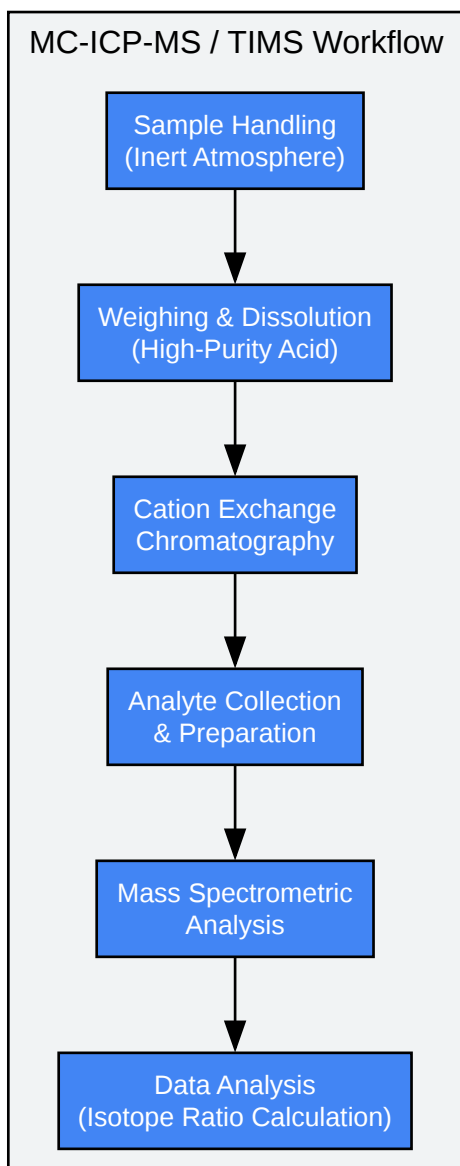 MC-ICP-MS / TIMS Workflow
Sample Handling
(Inert Atmosphere)
Weighing & Dissolution
(High-Purity Acid)
Cation Exchange
Chromatography
Analyte Collection
& Preparation
Mass Spectrometric
Analysis
Data Analysis
(Isotope Ratio Calculation)